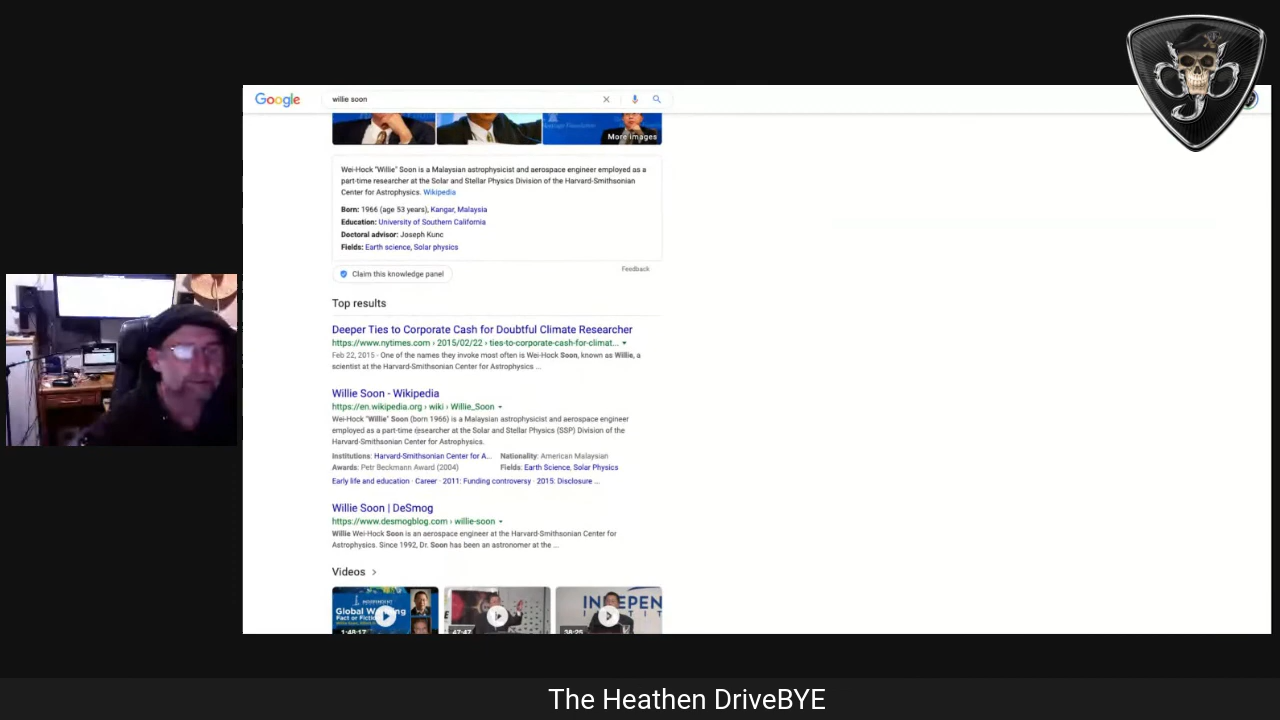 Google
willie soon
More images
Wei-Hock "Willie" Soon is a Malaysian astrophysicist and aerospace engineer employed as a
part-time researcher at the Solar and Stellar Physics Division of the Harvard-Smithsonian
Center for Astrophysics. Wikipedia
Born: 1966 (age 53 years), Kangar, Malaysia
Education: University of Southern California
Doctoral advisor: Joseph Kunc
Fields: Earth science, Solar physics
Feedback
Claim this knowledge panel
Top results
Deeper Ties to Corporate Cash for Doubtful Climate Researcher
https://www.nytimes.com › 2015/02/22 › ties-to-corporate-cash-for-climat...
Feb 22, 2015 - One of the names they invoke most often is Wei-Hock Soon, known as Willie, a
scientist at the Harvard-Smithsonian Center for Astrophysics ...
Willie Soon - Wikipedia
https://en.wikipedia.org › wiki › Willie_Soon
Wei-Hock "Willie" Soon (born 1966) is a Malaysian astrophysicist and aerospace engineer
employed as a part-time researcher at the Solar and Stellar Physics (SSP) Division of the
Harvard-Smithsonian Center for Astrophysics.
Institutions: Harvard-Smithsonian Center for A... Nationality: American Malaysian
Awards: Petr Beckmann Award (2004) Fields: Earth Science, Solar Physics
Early life and education · Career · 2011: Funding controversy · 2015: Disclosure ...
Willie Soon | DeSmog
https://www.desmogblog.com › willie-soon
Willie Wei-Hock Soon is an aerospace engineer at the Harvard-Smithsonian Center for
Astrophysics. Since 1992, Dr. Soon has been an astronomer at the ...
Videos
Global Warming
Fact or Fiction
1:48:17
47:47
INDEPEN
38:25
The Heathen DriveBYE